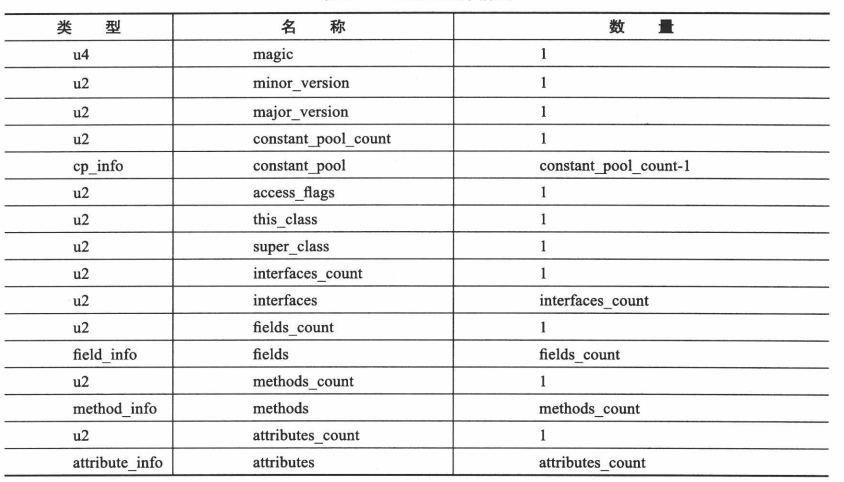 类 型 名 称 数 量
u4 magic 1
u2 minor_version 1
u2 major_version 1
u2 constant_pool_count 1
cp_info constant_pool constant_pool_count-1
u2 access_flags 1
u2 this_class 1
u2 super_class 1
u2 interfaces_count 1
u2 interfaces interfaces_count
u2 fields_count 1
field_info fields fields_count
u2 methods_count 1
method_info methods methods_count
u2 attributes_count 1
attribute_info attributes attributes_count